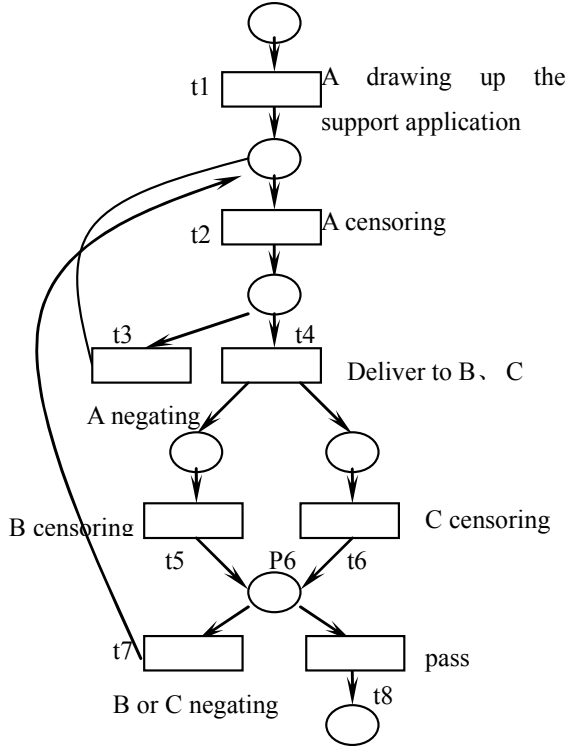 t1
A drawing up the
support application
t2
A censoring
t3
t4
Deliver to B、C
A negating
B censoring
C censoring
t5
P6
t6
t7
pass
B or C negating
t8